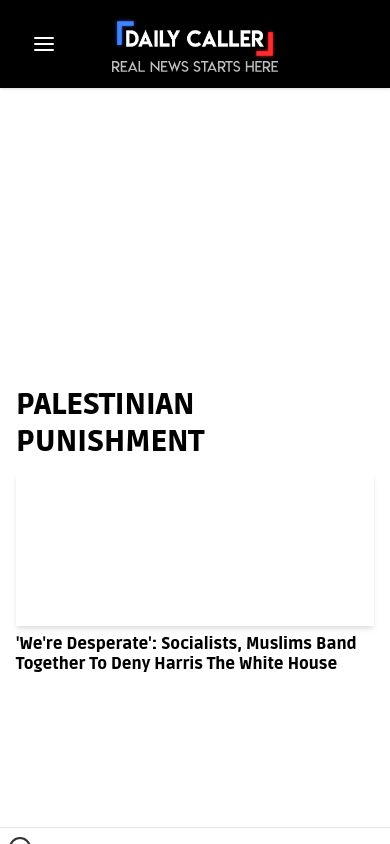 DAILY CALLER
REAL NEWS STARTS HERE
PALESTINIAN
PUNISHMENT
'We're Desperate': Socialists, Muslims Band
Together To Deny Harris The White House